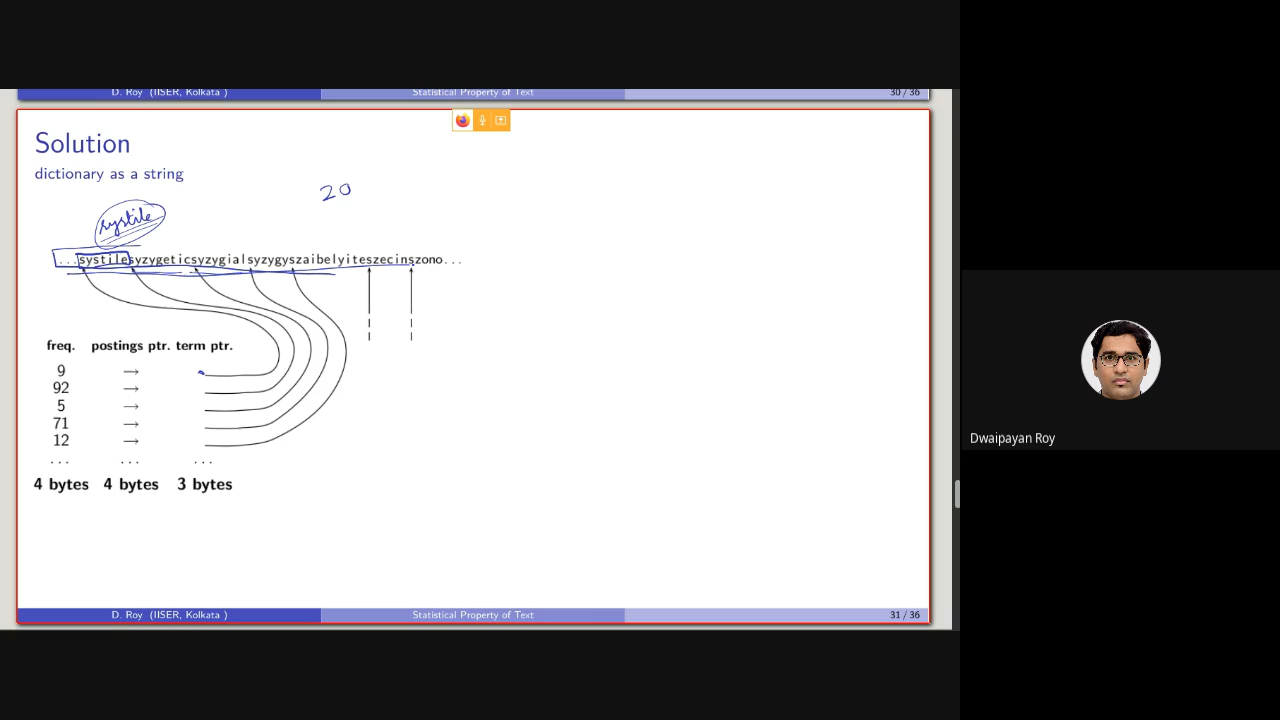 D. Roy (IISER, Kolkata ) Statistical Property of Text 30 / 36
Solution
dictionary as a string
20
systile
...systilesyzygeticsyzygialsyzygyszaibelyiteszecinszono...
freq. postings ptr. term ptr.
9 →
92 →
5 →
71 →
12 →
... ... ...
4 bytes 4 bytes 3 bytes
Dwaipayan Roy
D. Roy (IISER, Kolkata ) Statistical Property of Text 31 / 36